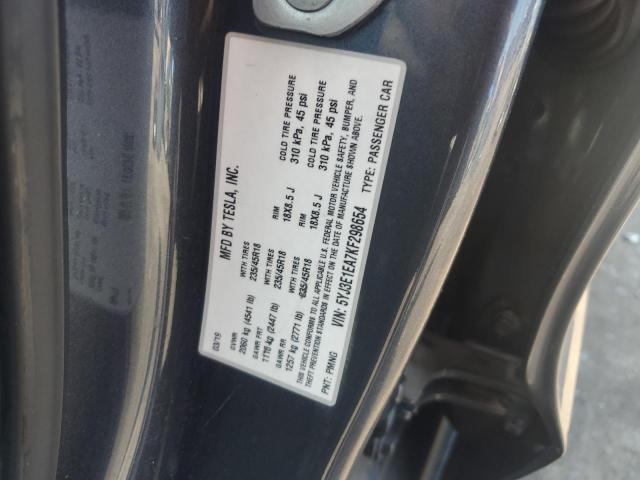 MFD BY TESLA, INC.
03/19
GVWR
2060 kg (4541 lb)
WITH TIRES
235/45R18
RIM
18X8.5 J
COLD TIRE PRESSURE
310 kPa, 45 psi
GAWR FRT
1110 kg (2447 lb)
WITH TIRES
235/45R18
RIM
18X8.5 J
COLD TIRE PRESSURE
310 kPa, 45 psi
GAWR RR
1257 kg (2771 lb)
235/45R18
THIS VEHICLE CONFORMS TO ALL APPLICABLE U.S. FEDERAL MOTOR VEHICLE SAFETY, BUMPER, AND
THEFT PREVENTION STANDARDS IN EFFECT ON THE DATE OF MANUFACTURE SHOWN ABOVE.
VIN: 5YJ3E1EA7KF298654 TYPE: PASSENGER CAR
PNT: PMNG